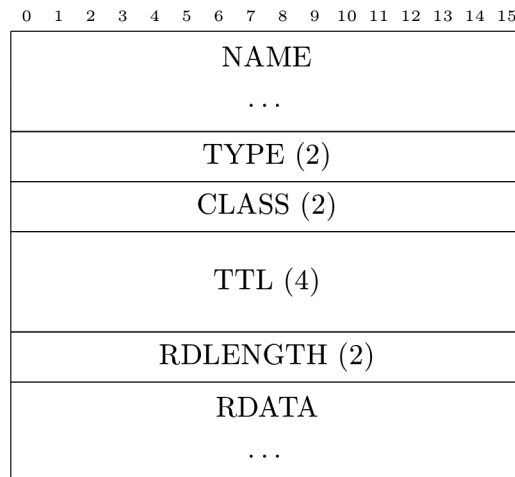 0 1 2 3 4 5 6 7 8 9 10 11 12 13 14 15
NAME
...
TYPE (2)
CLASS (2)
TTL (4)
RDLENGTH (2)
RDATA
...